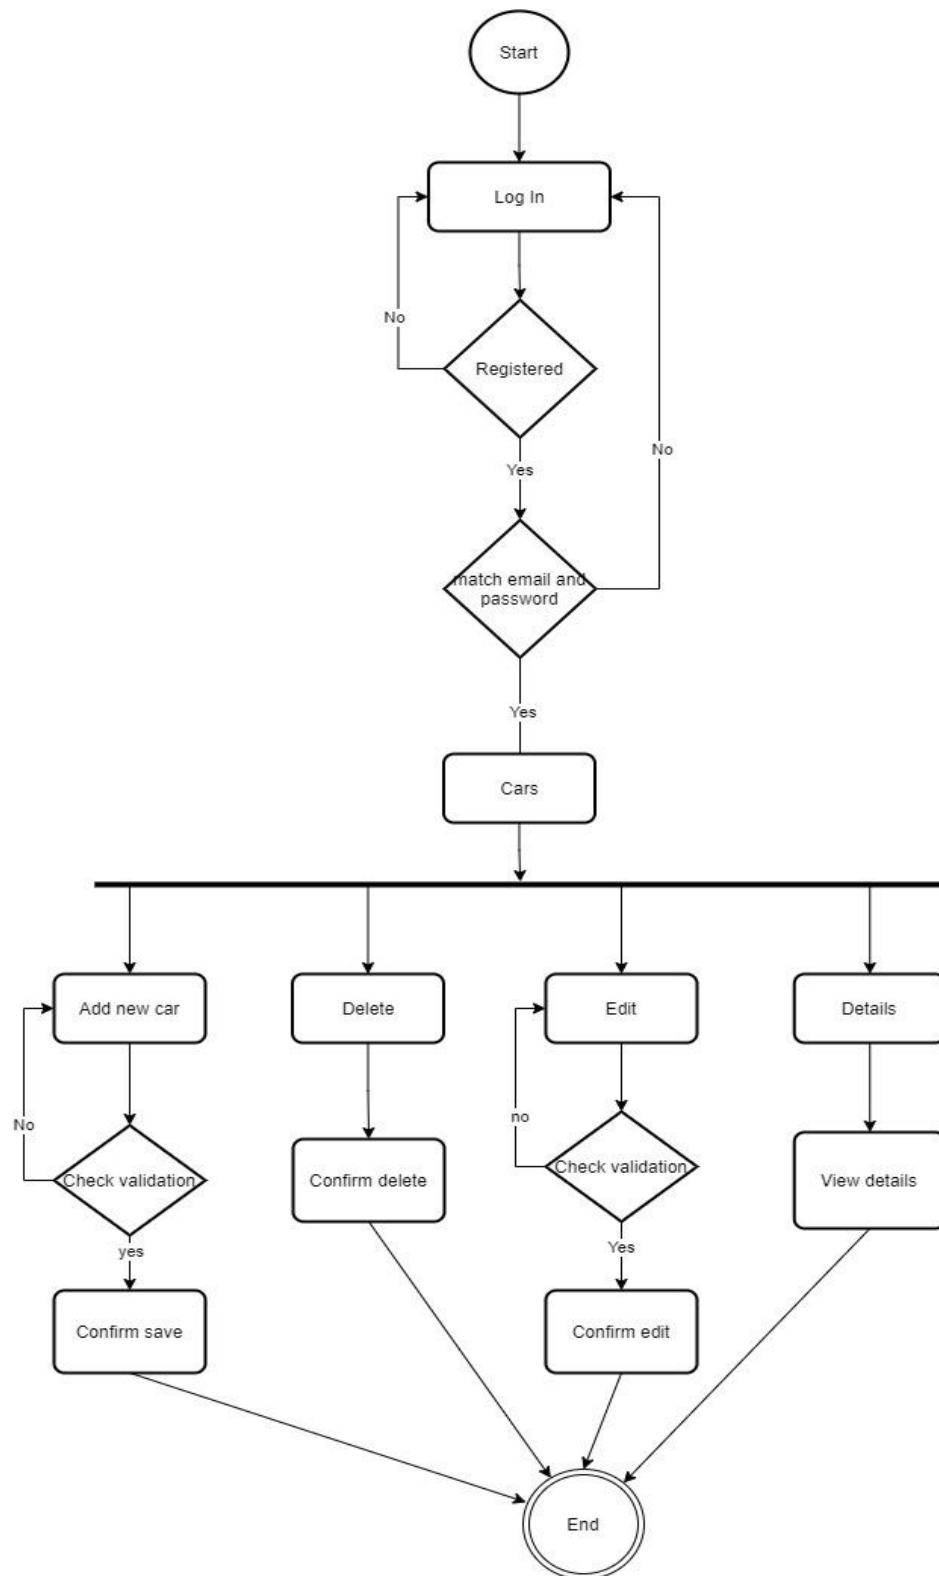 Start
Log In
No
Registered
No
Yes
match email and
password
Yes
Cars
Add new car
Delete
Edit
Details
No
no
Check validation
Confirm delete
Check validation
View details
yes
Yes
Confirm save
Confirm edit
End